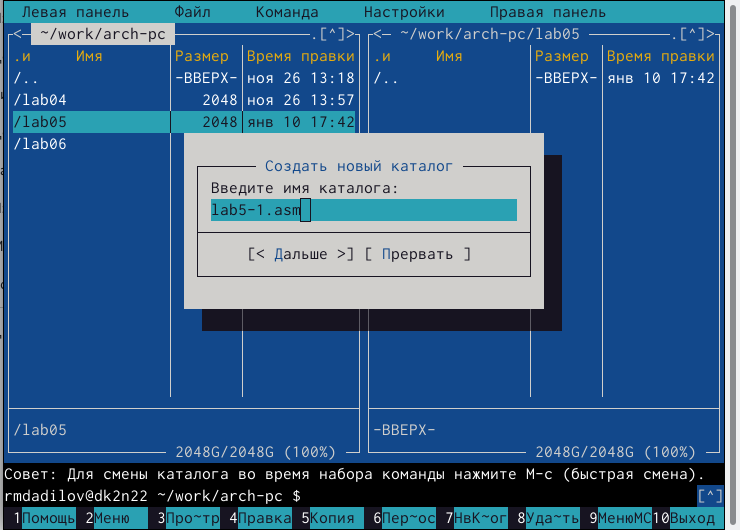 Левая панель Файл Команда Настройки Правая панель
<─ ~/work/arch-pc .[^]> <─ ~/work/arch-pc/lab05 .[^]>
.и Имя Размер Время правки .и Имя Размер Время правки
/.. -ВВЕРХ- ноя 26 13:18 /.. -ВВЕРХ- янв 10 17:42
/lab04 2048 ноя 26 13:57
/lab05 2048 янв 10 17:42
/lab06
Создать новый каталог
Введите имя каталога:
lab5-1.asm
[< Дальше >] [ Прервать ]
/lab05 -ВВЕРХ-
2048G/2048G (100%) 2048G/2048G (100%)
Совет: Для смены каталога во время набора команды нажмите M-c (быстрая смена).
rmdadilov@dk2n22 ~/work/arch-pc $ [^]
1Помощь 2Меню 3Про~тр 4Правка 5Копия 6Пер~ос 7НвК~ог 8Уда~ть 9МенюMC 10Выход